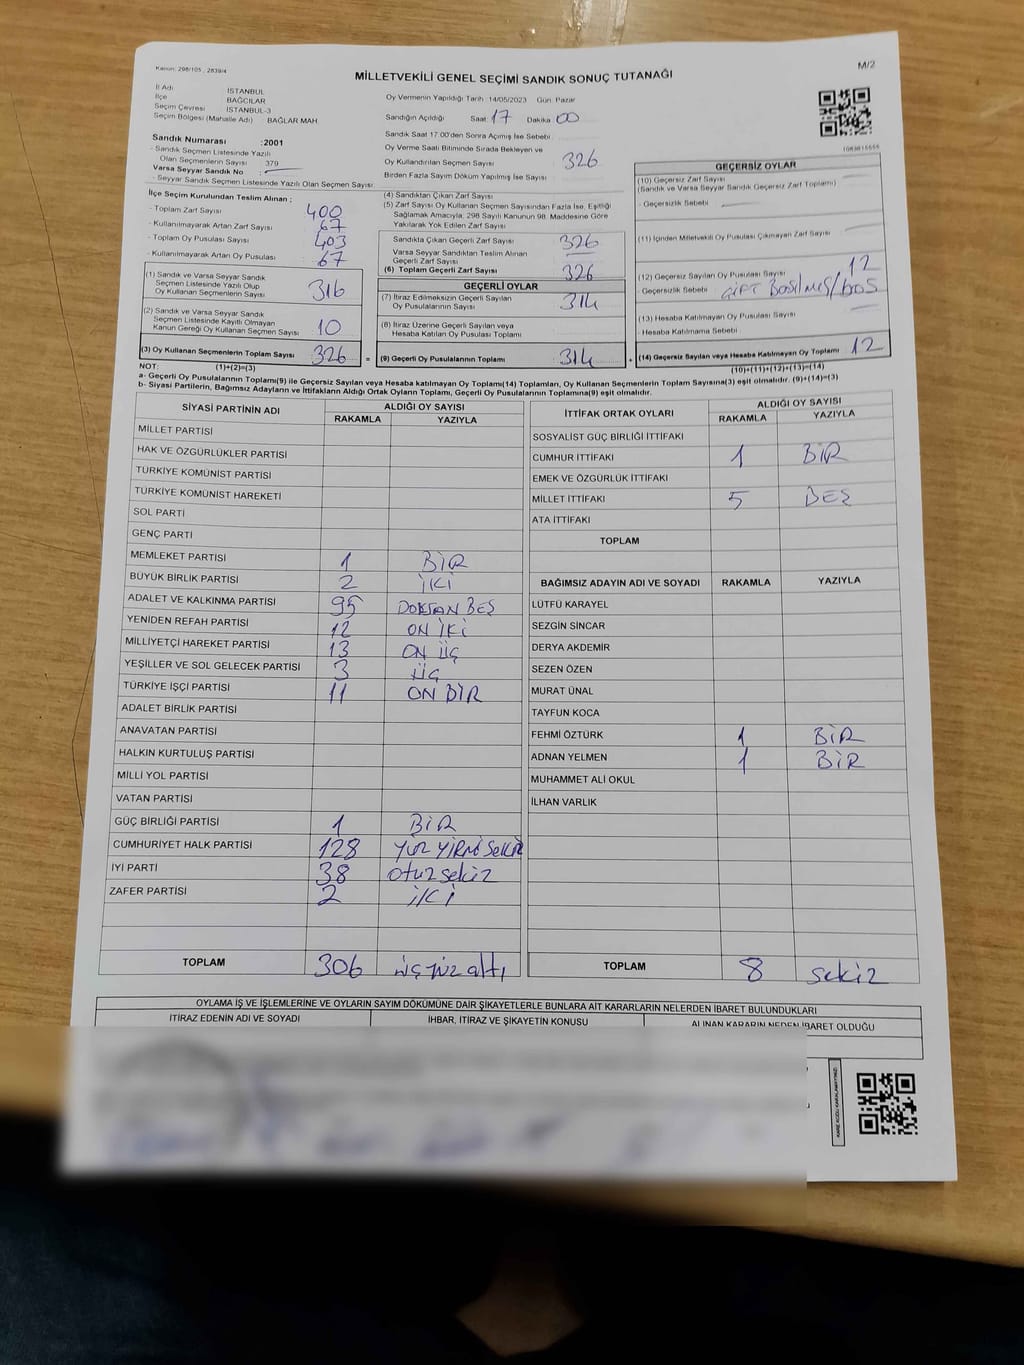 Kanun: 298/105, 2839/4
M/2
MİLLETVEKİLİ GENEL SEÇİMİ SANDIK SONUÇ TUTANAĞI
İl Adı İSTANBUL
İlçe BAĞCILAR
Seçim Çevresi İSTANBUL-3
Seçim Bölgesi (Mahalle Adı) BAĞLAR MAH.
Sandık Numarası :2001
- Sandık Seçmen Listesinde Yazılı
Olan Seçmenlerin Sayısı 379
Varsa Seyyar Sandık No :
- Seyyar Sandık Seçmen Listesinde Yazılı Olan Seçmen Sayısı:
Oy Vermenin Yapıldığı Tarih :14/05/2023 Gün: Pazar
Sandığın Açıldığı Saat: 17 Dakika 00
Sandık Saat 17.00'den Sonra Açılmış İse Sebebi:
Oy Verme Saati Bitiminde Sırada Bekleyen ve
Oy Kullandırılan Seçmen Sayısı 326
Birden Fazla Sayım Döküm Yapılmış İse Sayısı
İlçe Seçim Kurulundan Teslim Alınan ;
- Toplam Zarf Sayısı 400
- Kullanılmayarak Artan Zarf Sayısı 67
- Toplam Oy Pusulası Sayısı 403
- Kullanılmayarak Artan Oy Pusulası 67
(1) Sandık ve Varsa Seyyar Sandık
Seçmen Listesinde Yazılı Olup
Oy Kullanan Seçmenlerin Sayısı 316
(2) Sandık ve Varsa Seyyar Sandık
Seçmen Listesinde Kayıtlı Olmayan
Kanun Gereği Oy Kullanan Seçmen Sayısı 10
(3) Oy Kullanan Seçmenlerin Toplam Sayısı 326 =
(4) Sandıktan Çıkan Zarf Sayısı
(5) Zarf Sayısı Oy Kullanan Seçmen Sayısından Fazla İse, Eşitliği
Sağlamak Amacıyla; 298 Sayılı Kanunun 98. Maddesine Göre
Yakılarak Yok Edilen Zarf Sayısı
Sandıkta Çıkan Geçerli Zarf Sayısı 326
Varsa Seyyar Sandıktan Teslim Alınan
Geçerli Zarf Sayısı
(6) Toplam Geçerli Zarf Sayısı 326
GEÇERLİ OYLAR
(7) İtiraz Edilmeksizin Geçerli Sayılan
Oy Pusulalarının Sayısı 314
(8) İtiraz Üzerine Geçerli Sayılan veya
Hesaba Katılan Oy Pusulası Toplamı
(9) Geçerli Oy Pusulalarının Toplamı 314 +
1083815555
GEÇERSİZ OYLAR
(10) Geçersiz Zarf Sayısı
(Sandık ve Varsa Seyyar Sandık Geçersiz Zarf Toplamı)
- Geçersizlik Sebebi :
(11) İçinden Milletvekili Oy Pusulası Çıkmayan Zarf Sayısı
(12) Geçersiz Sayılan Oy Pusulası Sayısı 12
- Geçersizlik Sebebi ÇİFT BASILMIŞ/BOŞ
(13) Hesaba Katılmayan Oy Pusulası Sayısı
- Hesaba Katılmama Sebebi
(14) Geçersiz Sayılan veya Hesaba Katılmayan Oy Toplamı 12
NOT: (1)+(2)=(3) (10)+(11)+(12)+(13)=(14)
a- Geçerli Oy Pusulalarının Toplamı(9) ile Geçersiz Sayılan veya Hesaba katılmayan Oy Toplamı(14) Toplamları, Oy Kullanan Seçmenlerin Toplam Sayısına(3) eşit olmalıdır. (9)+(14)=(3)
b- Siyasi Partilerin, Bağımsız Adayların ve İttifakların Aldığı Ortak Oyların Toplamı, Geçerli Oy Pusulalarının Toplamına(9) eşit olmalıdır.
SİYASİ PARTİNİN ADI ALDIĞI OY SAYISI
RAKAMLA YAZIYLA
MİLLET PARTİSİ
HAK VE ÖZGÜRLÜKLER PARTİSİ
TÜRKİYE KOMÜNİST PARTİSİ
TÜRKİYE KOMÜNİST HAREKETİ
SOL PARTİ
GENÇ PARTİ
MEMLEKET PARTİSİ 1 BİR
BÜYÜK BİRLİK PARTİSİ 2 İKİ
ADALET VE KALKINMA PARTİSİ 95 DOKSAN BEŞ
YENİDEN REFAH PARTİSİ 12 ON İKİ
MİLLİYETÇİ HAREKET PARTİSİ 13 ON ÜÇ
YEŞİLLER VE SOL GELECEK PARTİSİ 3 ÜÇ
TÜRKİYE İŞÇİ PARTİSİ 11 ON BİR
ADALET BİRLİK PARTİSİ
ANAVATAN PARTİSİ
HALKIN KURTULUŞ PARTİSİ
MİLLİ YOL PARTİSİ
VATAN PARTİSİ
GÜÇ BİRLİĞİ PARTİSİ 1 BİR
CUMHURİYET HALK PARTİSİ 128 YÜZ YİRMİ SEKİZ
İYİ PARTİ 38 otuz sekiz
ZAFER PARTİSİ 2 İKİ
TOPLAM 306 üç yüz altı
İTTİFAK ORTAK OYLARI ALDIĞI OY SAYISI
RAKAMLA YAZIYLA
SOSYALİST GÜÇ BİRLİĞİ İTTİFAKI
CUMHUR İTTİFAKI 1 BİR
EMEK VE ÖZGÜRLÜK İTTİFAKI
MİLLET İTTİFAKI 5 BEŞ
ATA İTTİFAKI
TOPLAM
BAĞIMSIZ ADAYIN ADI VE SOYADI RAKAMLA YAZIYLA
LÜTFÜ KARAYEL
SEZGİN SİNCAR
DERYA AKDEMİR
SEZEN ÖZEN
MURAT ÜNAL
TAYFUN KOCA
FEHMİ ÖZTÜRK 1 BİR
ADNAN YELMEN 1 BİR
MUHAMMET ALİ OKUL
İLHAN VARLIK
TOPLAM 8 sekiz
OYLAMA İŞ VE İŞLEMLERİNE VE OYLARIN SAYIM DÖKÜMÜNE DAİR ŞİKAYETLERLE BUNLARA AİT KARARLARIN NELERDEN İBARET BULUNDUKLARI
İTİRAZ EDENİN ADI VE SOYADI İHBAR, İTİRAZ VE ŞİKAYETİN KONUSU ALINAN KARARIN NEDEN İBARET OLDUĞU
KARE KODU KARALAMAYINIZ!